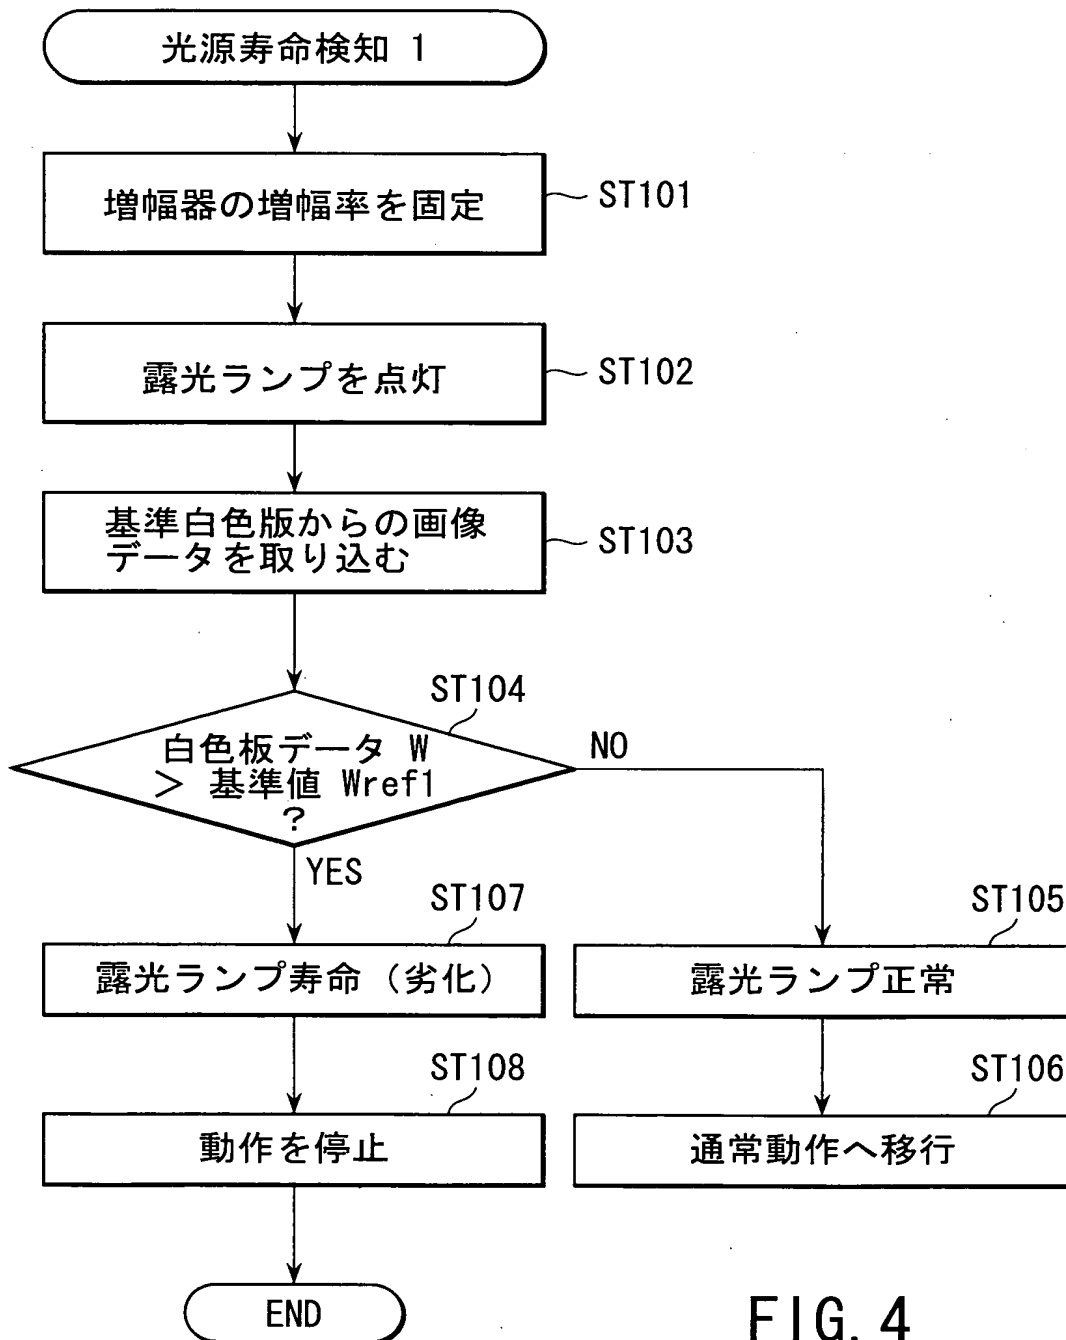 光源寿命検知 1
増幅器の増幅率を固定
ST101
露光ランプを点灯
ST102
基準白色版からの画像
データを取り込む
ST103
ST104
白色板データ W
> 基準値 Wref1
?
NO
YES
ST107
露光ランプ寿命（劣化）
ST105
露光ランプ正常
ST108
動作を停止
ST106
通常動作へ移行
END
FIG. 4